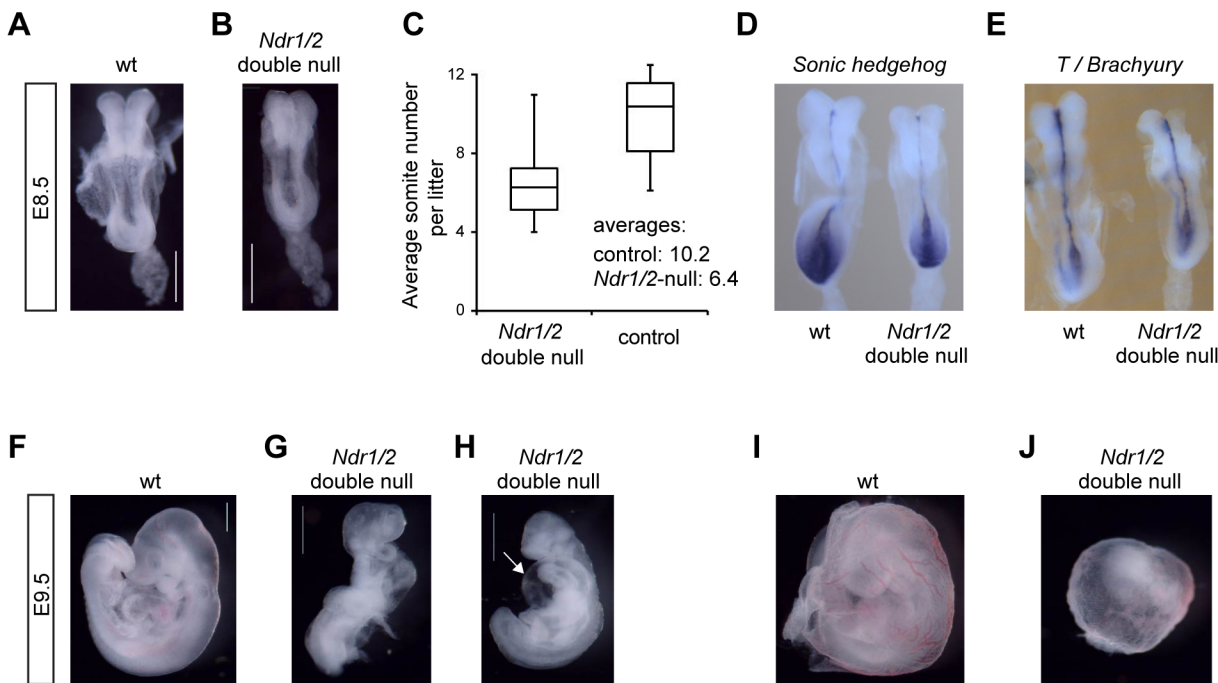 A
wt
E8.5
B
Ndr1/2
double null
C
Average somite number
per litter
12
8
4
0
averages:
control: 10.2
Ndr1/2-null: 6.4
Ndr1/2
double null
control
D
Sonic hedgehog
wt
Ndr1/2
double null
E
T / Brachyury
wt
Ndr1/2
double null
F
wt
E9.5
G
Ndr1/2
double null
H
Ndr1/2
double null
I
wt
J
Ndr1/2
double null